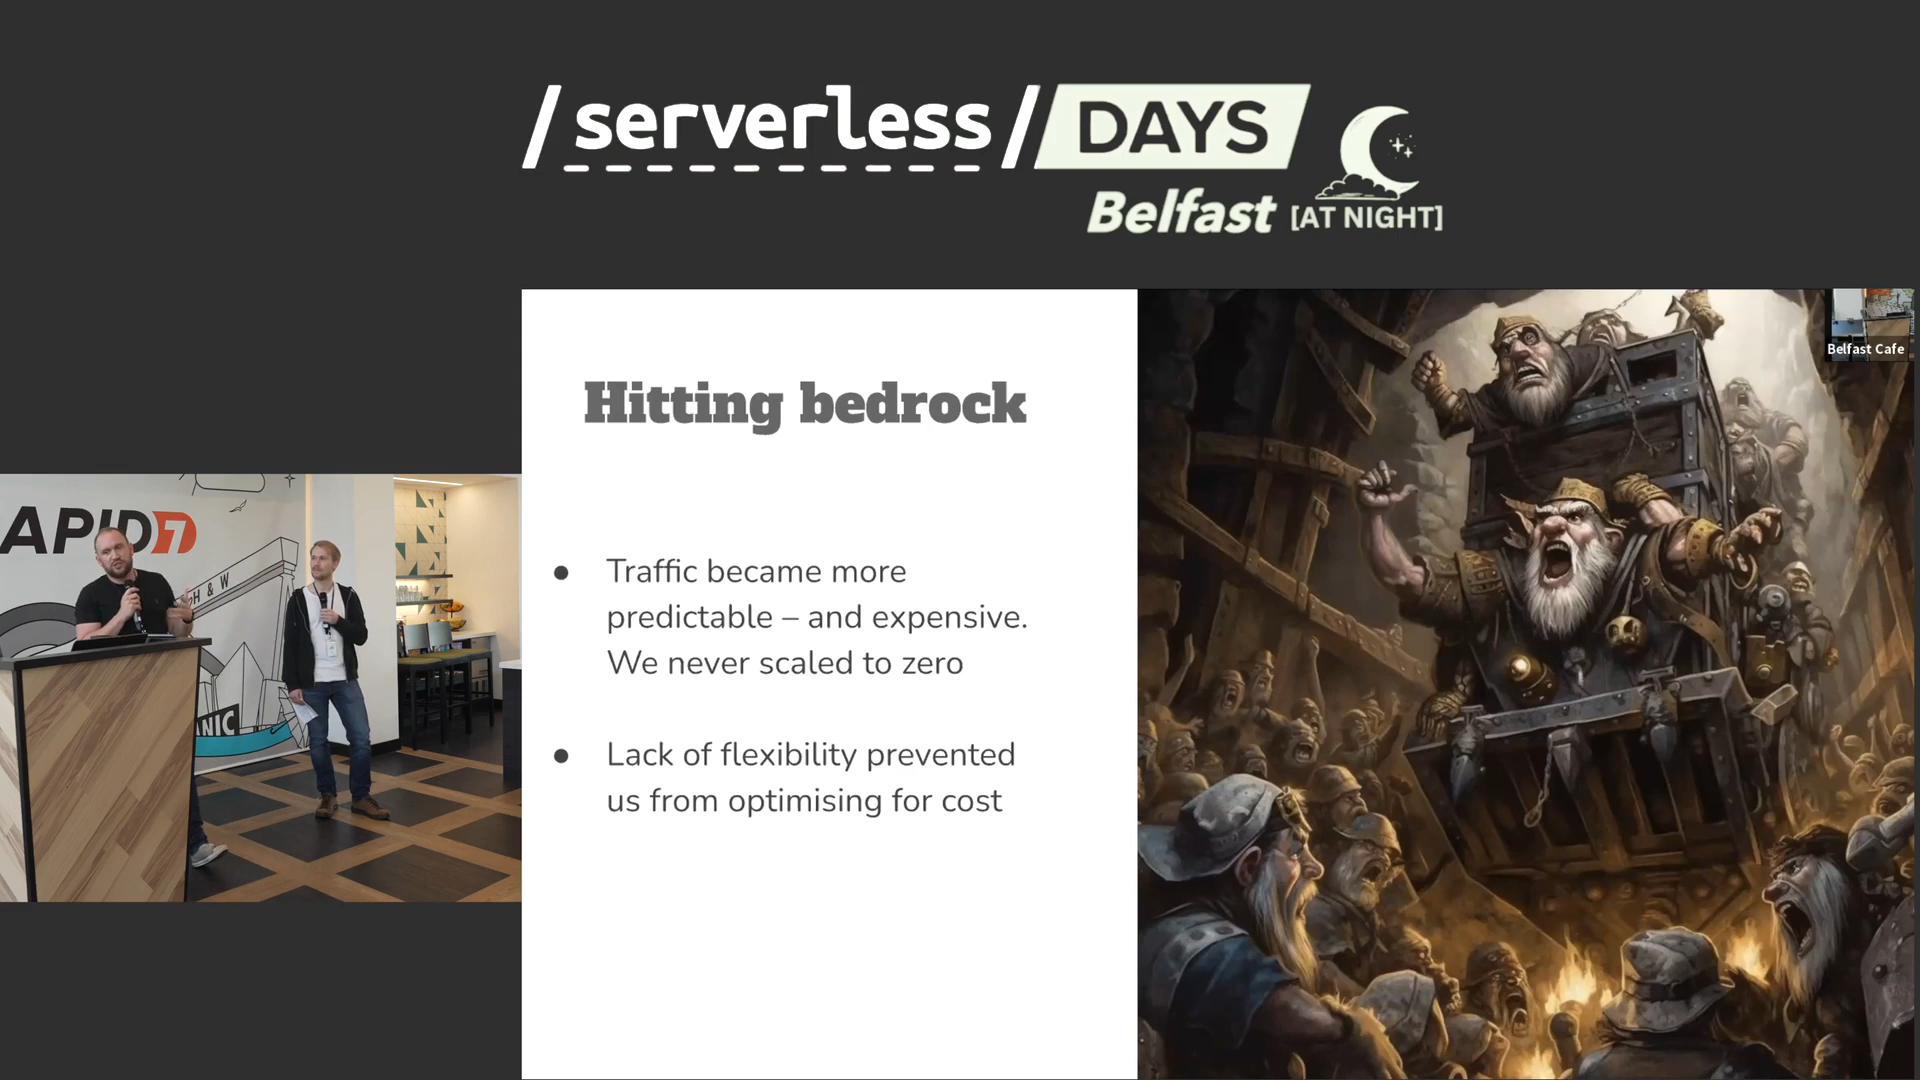 /serverless/ DAYS
Belfast [AT NIGHT]
Belfast Cafe
Hitting bedrock
● Traffic became more
predictable – and expensive.
We never scaled to zero
● Lack of flexibility prevented
us from optimising for cost
APID7
H & W
ANIC